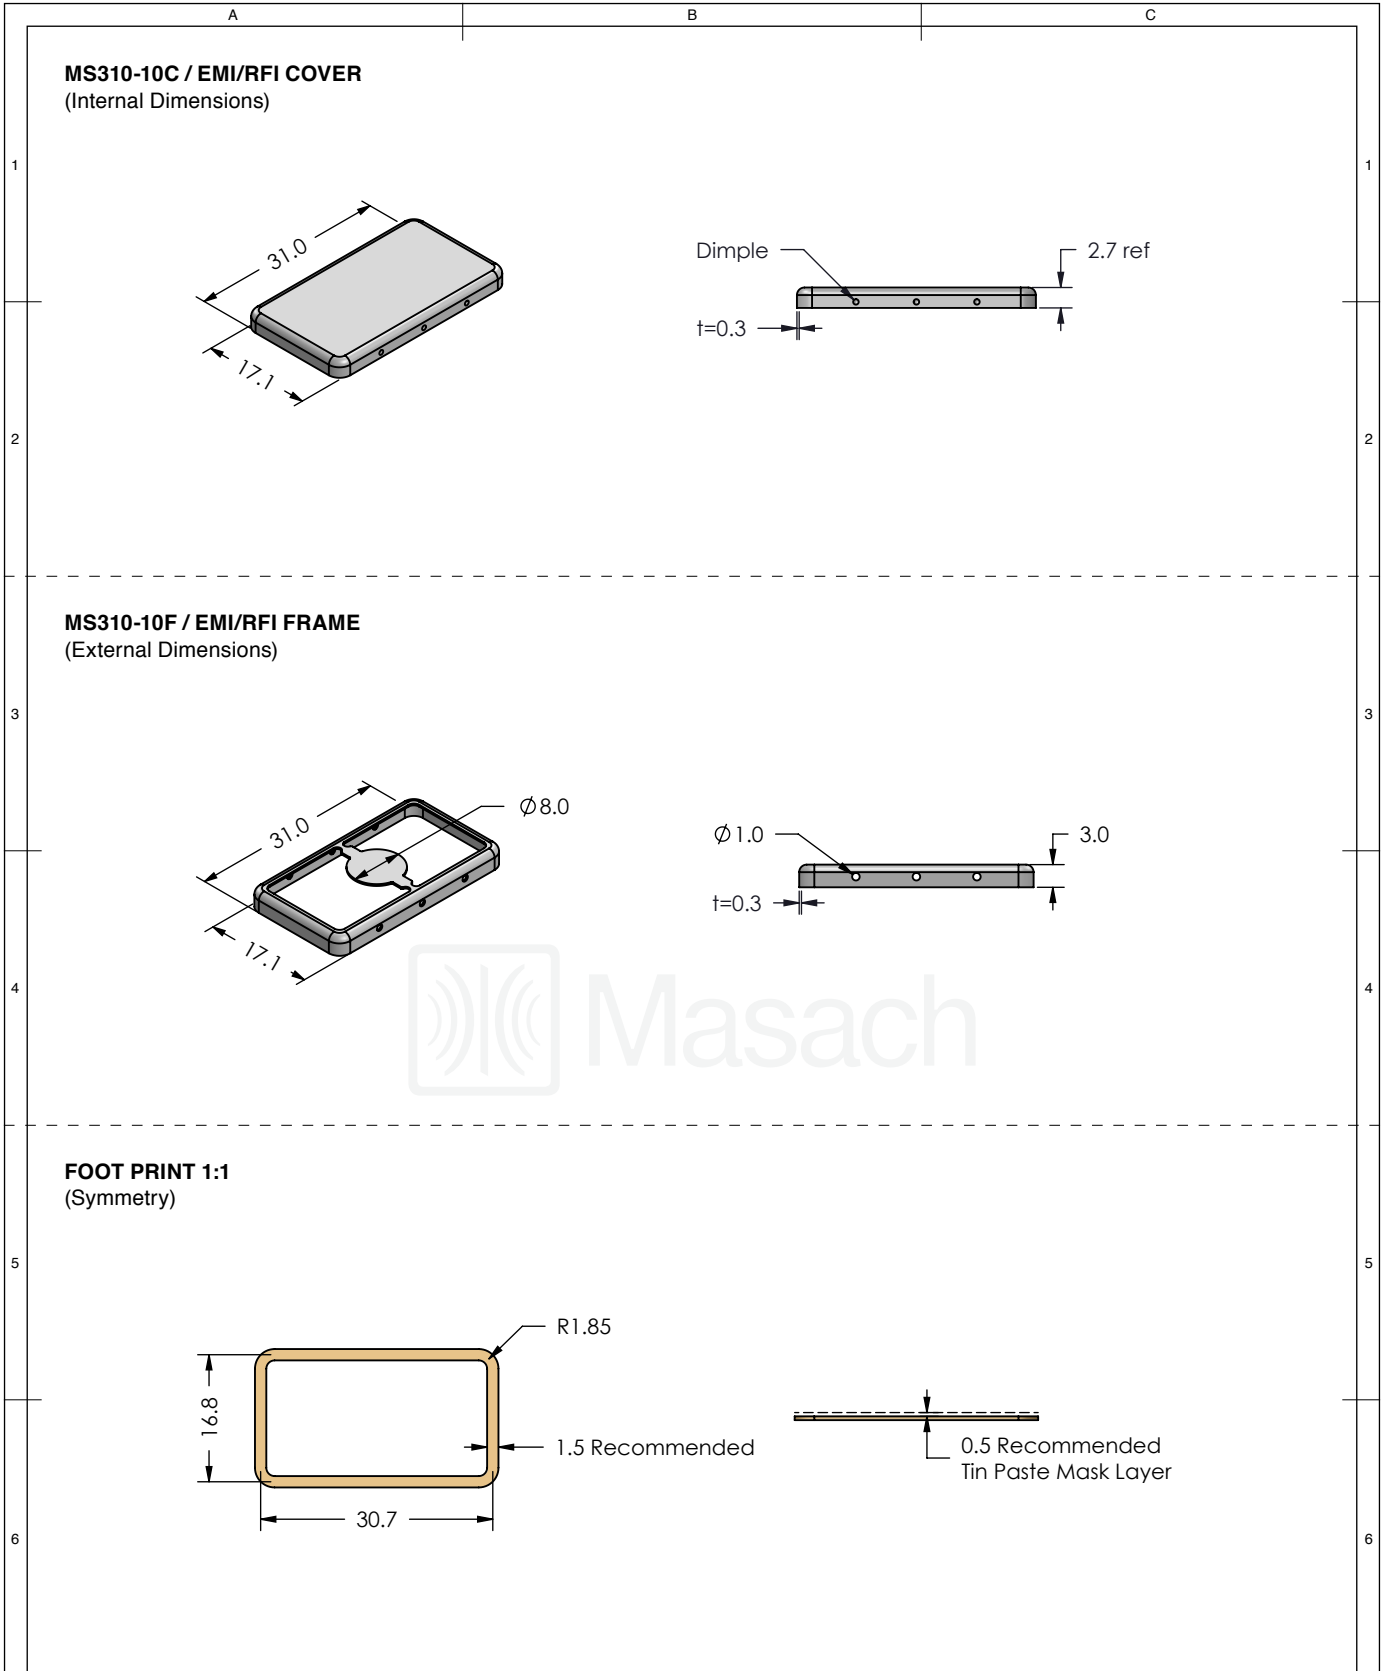 A B C
MS310-10C / EMI/RFI COVER
(Internal Dimensions)
1 1
31.0
Dimple
2.7 ref
t=0.3
17.1
2 2
MS310-10F / EMI/RFI FRAME
(External Dimensions)
3 3
Ø8.0
31.0
Ø1.0
3.0
t=0.3
17.1
Masach
4 4
FOOT PRINT 1:1
(Symmetry)
5 5
R1.85
16.8
1.5 Recommended
0.5 Recommended
Tin Paste Mask Layer
30.7
6 6